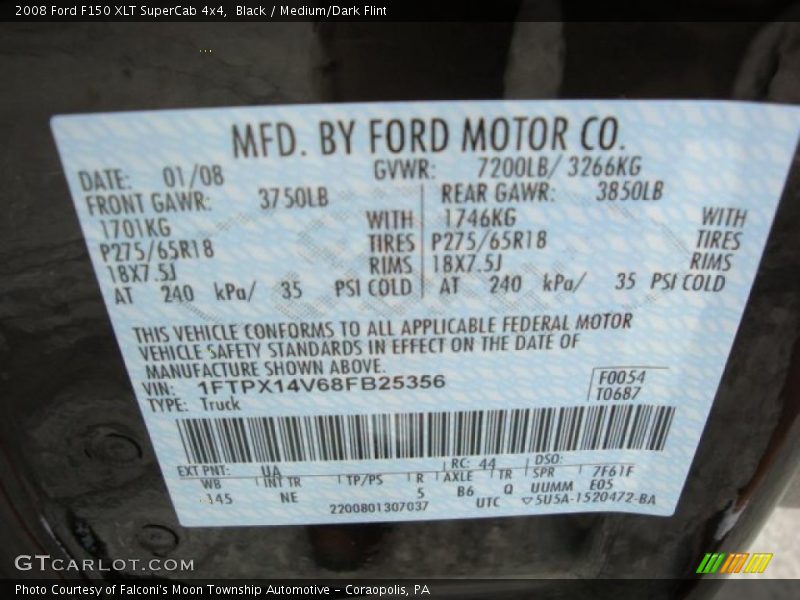 2008 Ford F150 XLT SuperCab 4x4,  Black / Medium/Dark Flint
MFD. BY FORD MOTOR CO.
DATE: 01/08 GVWR: 7200LB/ 3266KG
FRONT GAWR: 3750LB REAR GAWR: 3850LB
1701KG WITH 1746KG WITH
P275/65R18 TIRES P275/65R18 TIRES
18X7.5J RIMS 18X7.5J RIMS
AT 240 kPa/ 35 PSI COLD AT 240 kPa/ 35 PSI COLD
THIS VEHICLE CONFORMS TO ALL APPLICABLE FEDERAL MOTOR
VEHICLE SAFETY STANDARDS IN EFFECT ON THE DATE OF
MANUFACTURE SHOWN ABOVE.
VIN: 1FTPX14V68FB25356 F0054
TYPE: Truck T0687
EXT PNT: UA RC: 44 DSO:
WB INT TR TP/PS R AXLE TR SPR 7F61F
145 NE 5 B6 Q UUMM E05
2200801307037 UTC ▽5U5A-1520472-BA
GTCARLOT.COM
Photo Courtesy of Falconi's Moon Township Automotive - Coraopolis, PA